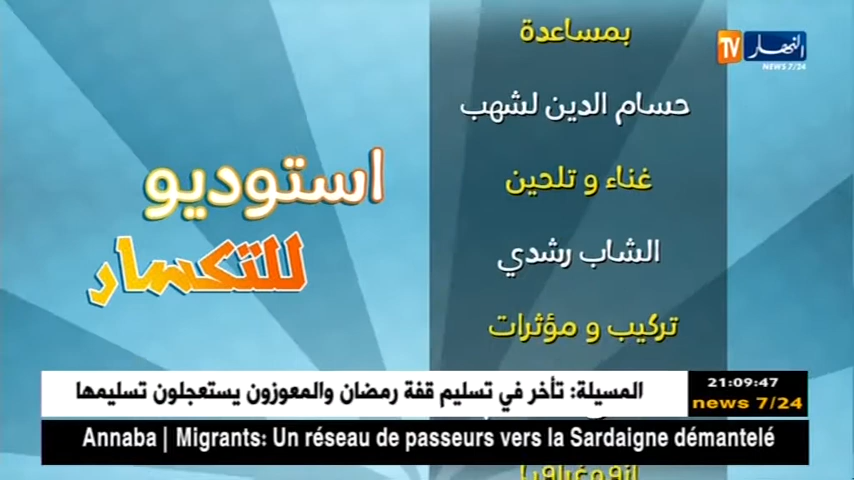 بمساعدة
حسام الدين لشهب
غناء و تلحين
الشاب رشدي
تركيب و مؤثرات
استوديو
للتكسار
TV النهار
NEWS 7/24
المسيلة: تأخر في تسليم قفة رمضان والمعوزون يستعجلون تسليمها
21:09:47
news 7/24
Annaba | Migrants: Un réseau de passeurs vers la Sardaigne démantelé